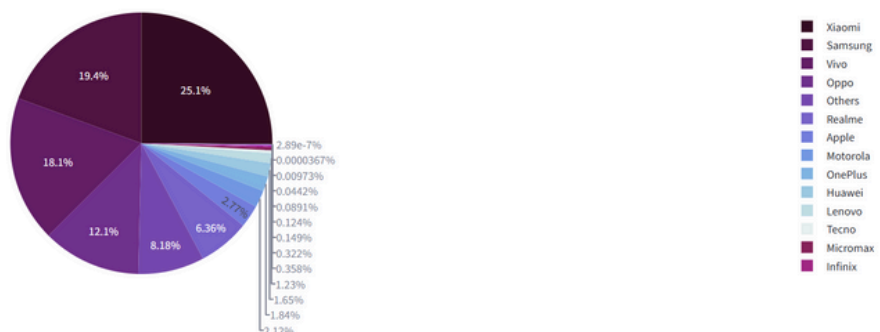 19.4%
25.1%
18.1%
12.1%
8.18%
6.36%
2.77%
2.89e-7%
0.0000367%
0.00973%
0.0442%
0.0891%
0.124%
0.149%
0.322%
0.358%
1.23%
1.65%
1.84%
2.12%
Xiaomi
Samsung
Vivo
Oppo
Others
Realme
Apple
Motorola
OnePlus
Huawei
Lenovo
Tecno
Micromax
Infinix